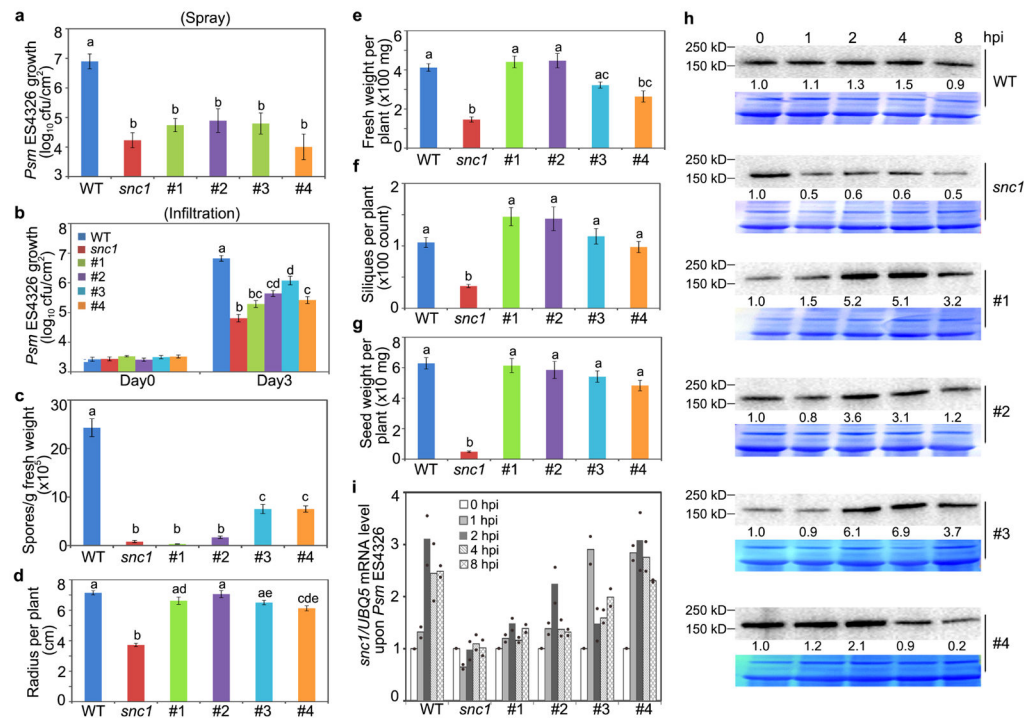 a
(Spray)
Psm ES4326 growth
(log10 cfu/cm²)
8
7
6
5
4
3
a
b
b
b
b
b
WT
snc1
#1
#2
#3
#4
b
(Infiltration)
Psm ES4326 growth
(log10 cfu/cm²)
8
7
6
5
4
3
WT
snc1
#1
#2
#3
#4
a
b
bc
cd
d
c
Day0
Day3
c
Spores/g fresh weight
(x10⁵)
30
20
10
0
a
b
b
b
c
c
WT
snc1
#1
#2
#3
#4
d
Radius per plant
(cm)
8
6
4
2
0
a
b
ad
a
ae
cde
WT
snc1
#1
#2
#3
#4
e
Fresh weight per
plant (x100 mg)
6
4
2
0
a
b
a
a
ac
bc
WT
snc1
#1
#2
#3
#4
f
Siliques per plant
(x100 count)
2
1
0
a
b
a
a
a
a
WT
snc1
#1
#2
#3
#4
g
Seed weight per
plant (x10 mg)
8
6
4
2
0
a
b
a
a
a
a
WT
snc1
#1
#2
#3
#4
i
snc1/UBQ5 mRNA level
upon Psm ES4326
4
3
2
1
0
0 hpi
1 hpi
2 hpi
4 hpi
8 hpi
WT
snc1
#1
#2
#3
#4
h
0 1 2 4 8 hpi
250 kD
150 kD
1.0 1.1 1.3 1.5 0.9
WT
250 kD
150 kD
1.0 0.5 0.6 0.6 0.5
snc1
250 kD
150 kD
1.0 1.5 5.2 5.1 3.2
#1
250 kD
150 kD
1.0 0.8 3.6 3.1 1.2
#2
250 kD
150 kD
1.0 0.9 6.1 6.9 3.7
#3
250 kD
150 kD
1.0 1.2 2.1 0.9 0.2
#4